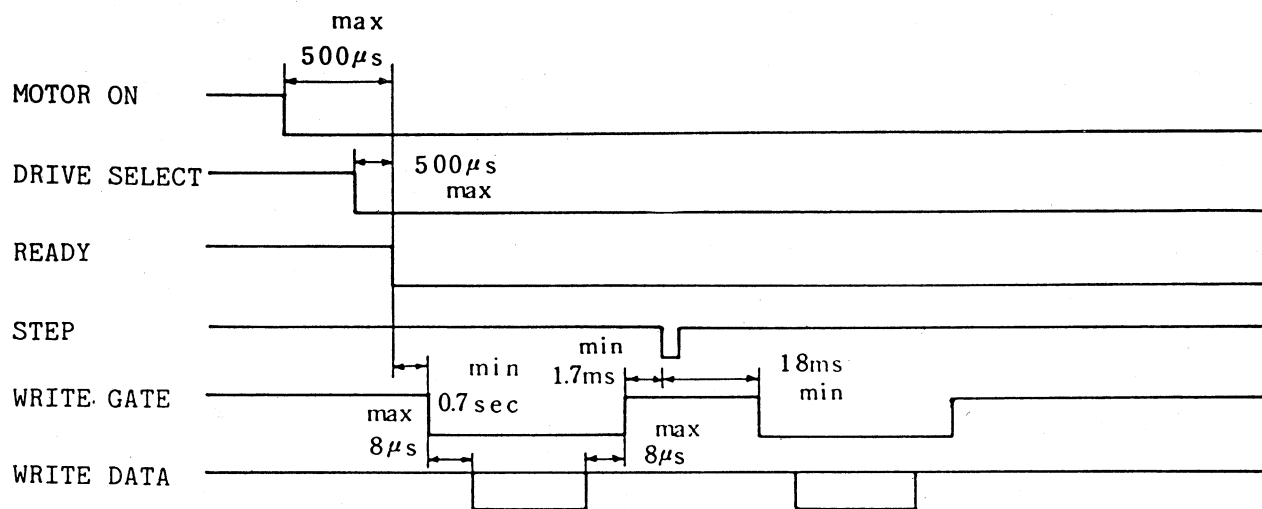 max
500μs
MOTOR ON
DRIVE SELECT
500μs
max
READY
STEP
min
1.7ms
18ms
min
min
0.7sec
WRITE GATE
max
8μs
max
8μs
WRITE DATA